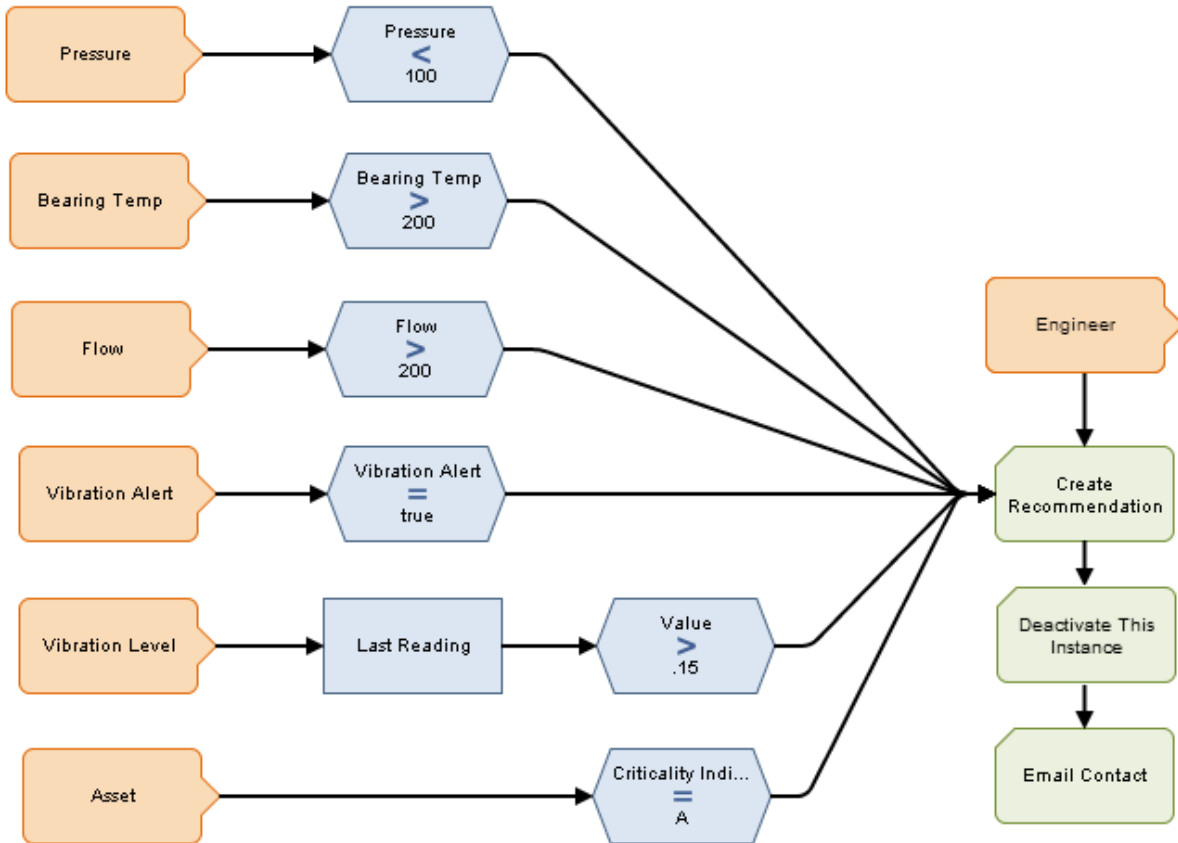 Pressure
Pressure
<
100
Bearing Temp
Bearing Temp
>
200
Flow
Flow
>
200
Engineer
Vibration Alert
Vibration Alert
=
true
Create
Recommendation
Vibration Level
Last Reading
Value
>
.15
Deactivate This
Instance
Asset
Criticality Indi...
=
A
Email Contact